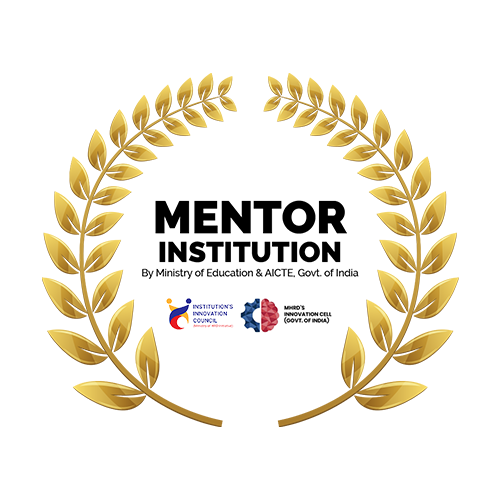 MENTOR
INSTITUTION
By Ministry of Education & AICTE, Govt. of India
INSTITUTION'S
INNOVATION
COUNCIL
MHRD'S
INNOVATION CELL
(GOVT. OF INDIA)